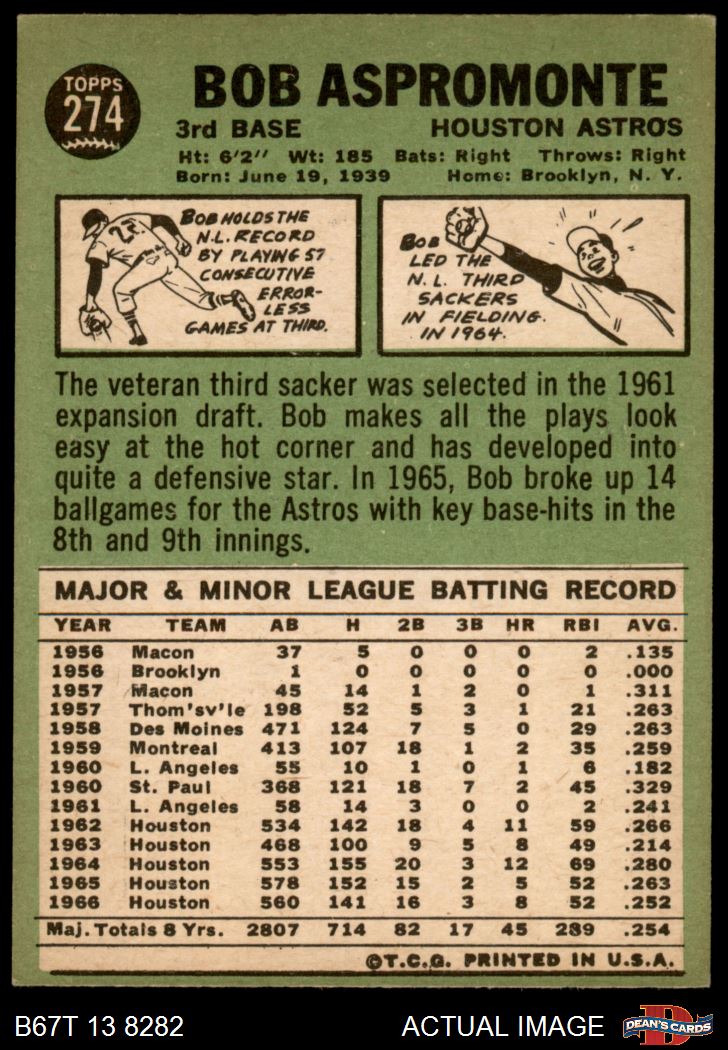 TOPPS
274
BOB ASPROMONTE
3rd BASE HOUSTON ASTROS
Ht: 6'2" Wt: 185 Bats: Right Throws: Right
Born: June 19, 1939 Home: Brooklyn, N. Y.
BOB HOLDS THE
N.L. RECORD
BY PLAYING 57
CONSECUTIVE
ERROR-
LESS
GAMES AT THIRD.
BOB
LED THE
N.L. THIRD
SACKERS
IN FIELDING
IN 1964.
The veteran third sacker was selected in the 1961
expansion draft. Bob makes all the plays look
easy at the hot corner and has developed into
quite a defensive star. In 1965, Bob broke up 14
ballgames for the Astros with key base-hits in the
8th and 9th innings.
MAJOR & MINOR LEAGUE BATTING RECORD
YEAR TEAM AB H 2B 3B HR RBI AVG.
1956 Macon 37 5 0 0 0 2 .135
1956 Brooklyn 1 0 0 0 0 0 .000
1957 Macon 45 14 1 2 0 1 .311
1957 Thom'sv'le 198 52 5 3 1 21 .263
1958 Des Moines 471 124 7 5 0 29 .263
1959 Montreal 413 107 18 1 2 35 .259
1960 L. Angeles 55 10 1 0 1 6 .182
1960 St. Paul 368 121 18 7 2 45 .329
1961 L. Angeles 58 14 3 0 0 2 .241
1962 Houston 534 142 18 4 11 59 .266
1963 Houston 468 100 9 5 8 49 .214
1964 Houston 553 155 20 3 12 69 .280
1965 Houston 578 152 15 2 5 52 .263
1966 Houston 560 141 16 3 8 52 .252
Maj. Totals 8 Yrs. 2807 714 82 17 45 289 .254
©T.C.G. PRINTED IN U.S.A.
B67T 13 8282 ACTUAL IMAGE
D
DEAN'S CARDS